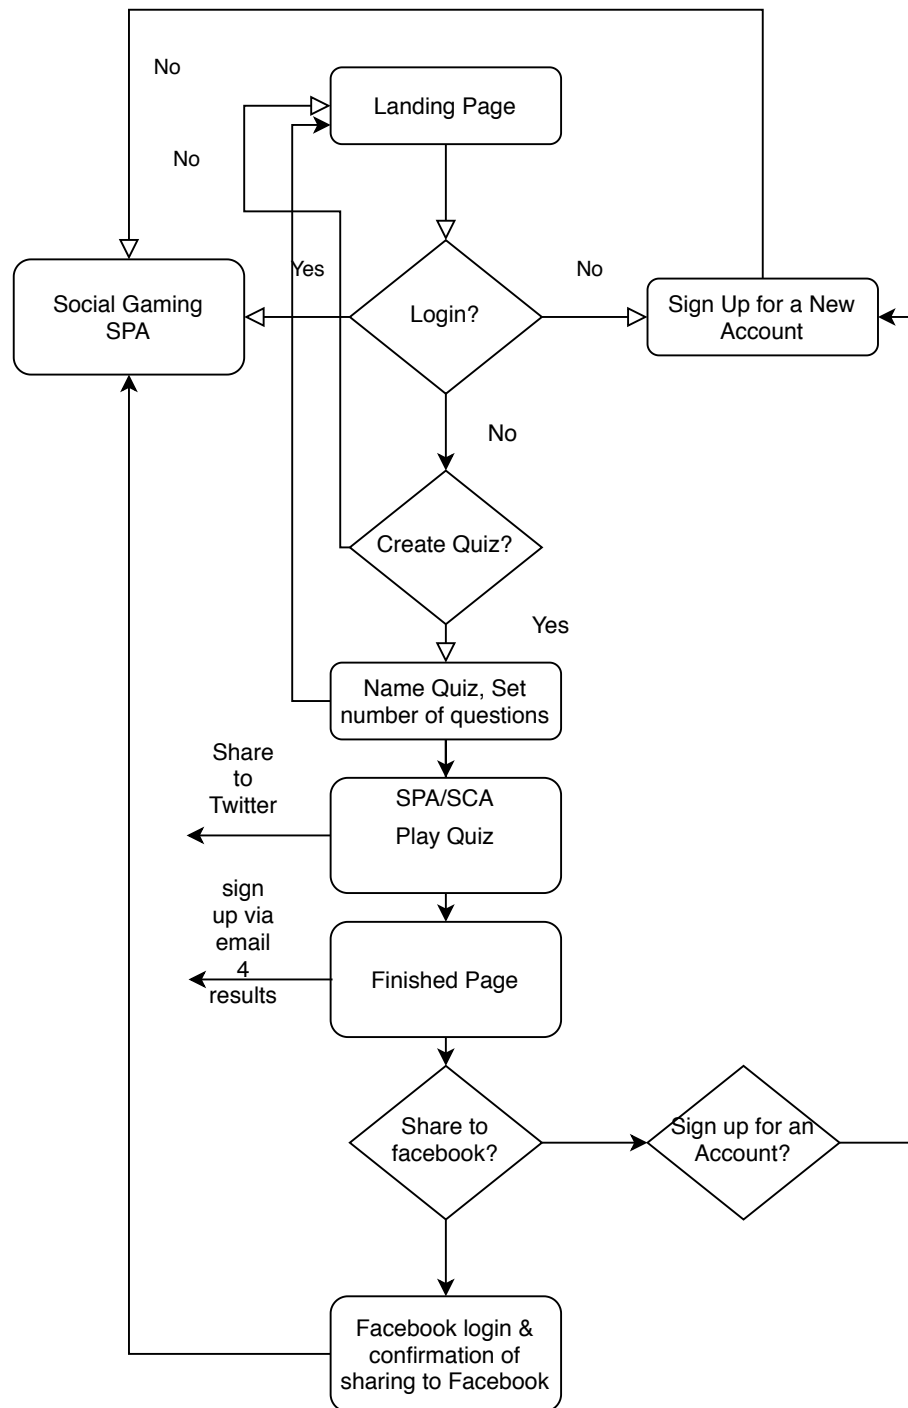 No
Landing Page
No
Yes
No
Social Gaming
SPA
Login?
Sign Up for a New
Account
No
Create Quiz?
Yes
Name Quiz, Set
number of questions
Share
to
Twitter
SPA/SCA
Play Quiz
sign
up via
email
4
results
Finished Page
Share to
facebook?
Sign up for an
Account?
Facebook login &
confirmation of
sharing to Facebook